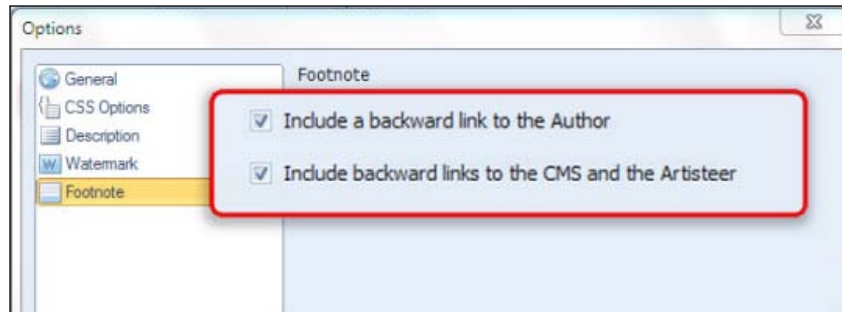 Options
General
CSS Options
Description
Watermark
Footnote
Footnote
Include a backward link to the Author
Include backward links to the CMS and the Artisteer